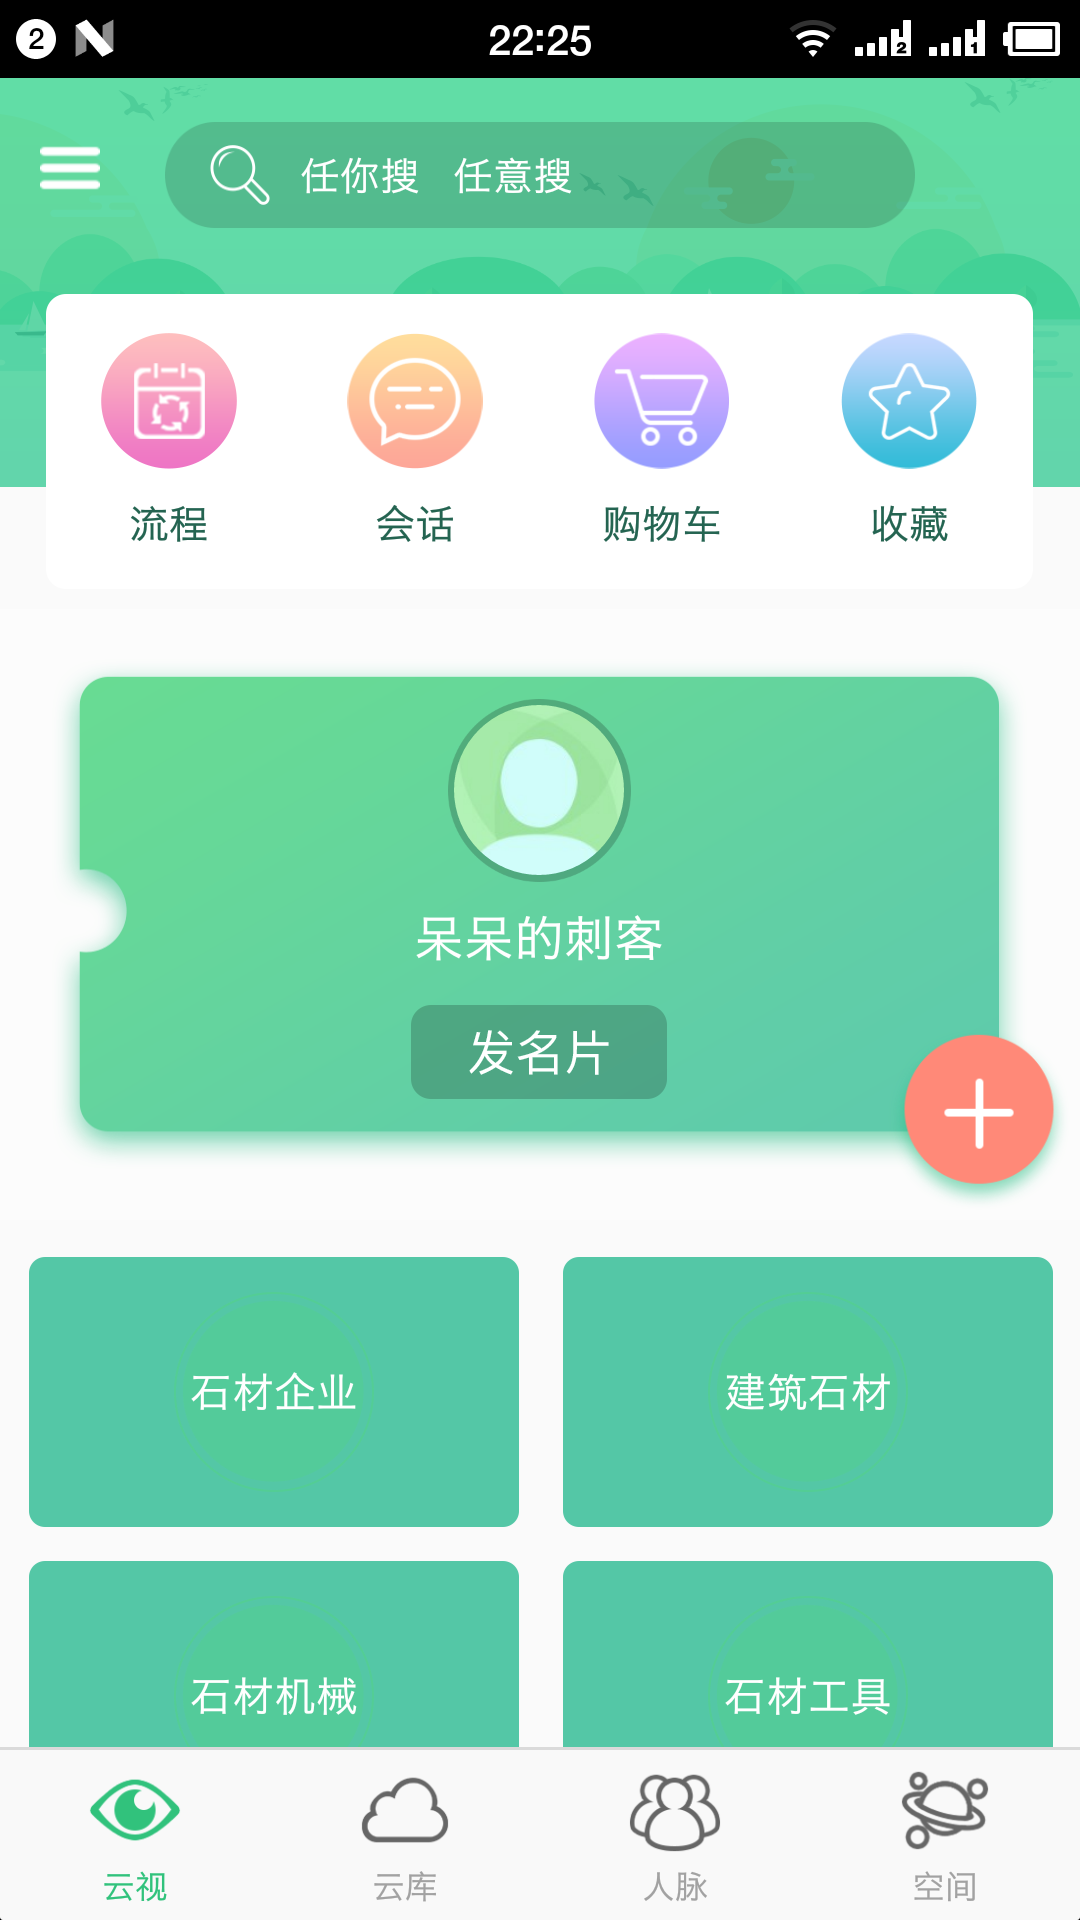 2 22:25 2 1
任你搜 任意搜
流程 会话 购物车 收藏
呆呆的刺客
发名片
石材企业 建筑石材
石材机械 石材工具
云视 云库 人脉 空间